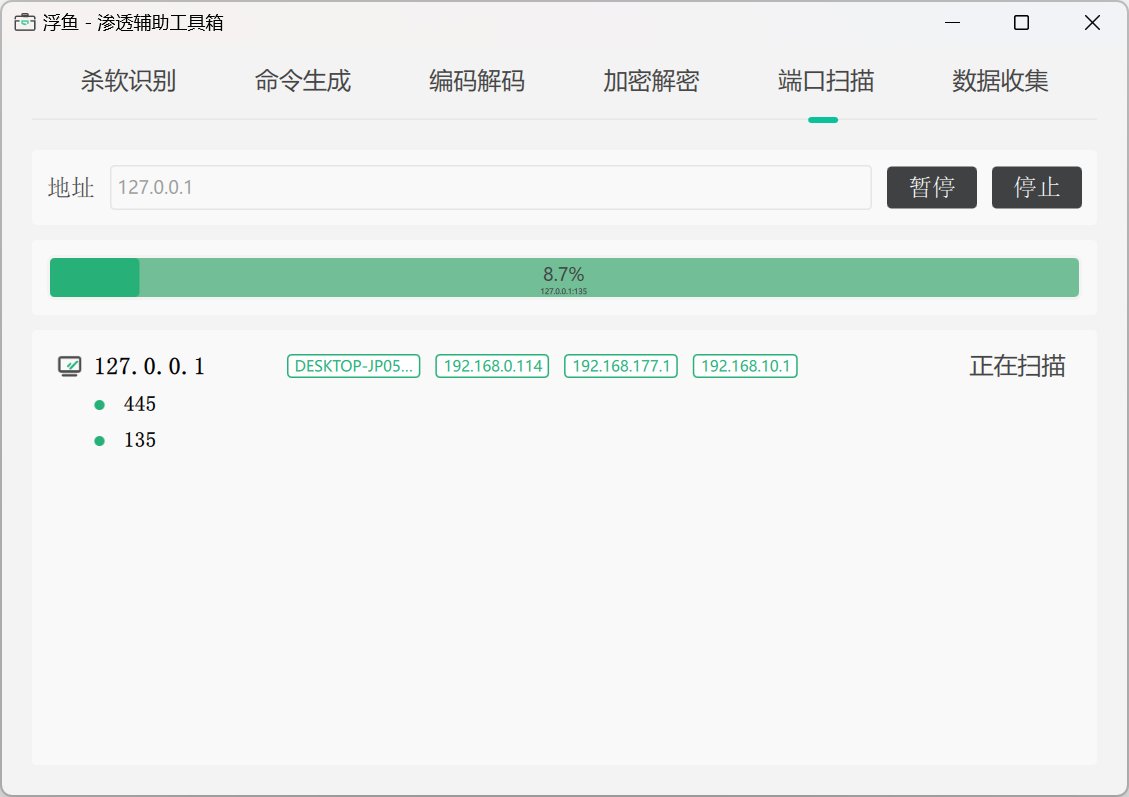 浮鱼 - 渗透辅助工具箱
杀软识别 命令生成 编码解码 加密解密 端口扫描 数据收集
地址 127.0.0.1 暂停 停止
8.7%
127.0.0.1:135
127.0.0.1 DESKTOP-JP05... 192.168.0.114 192.168.177.1 192.168.10.1 正在扫描
445
135